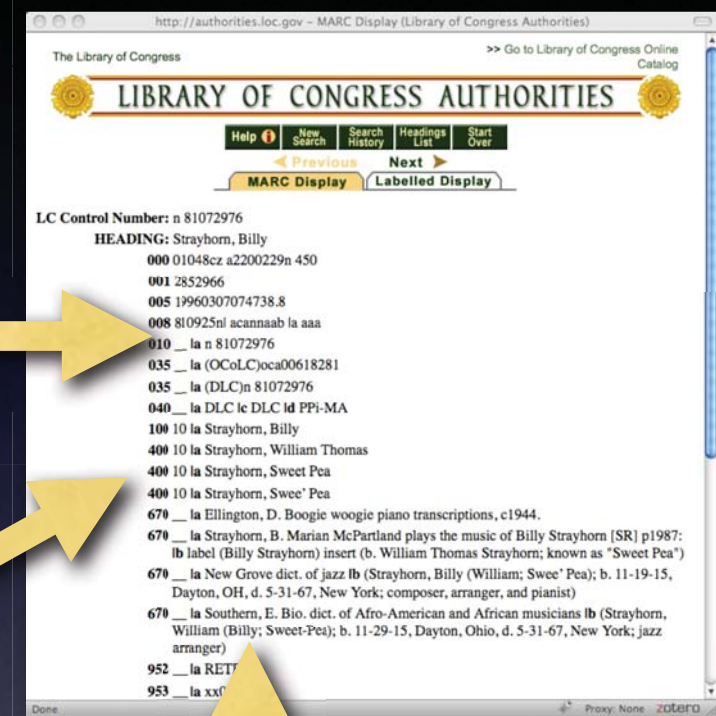 http://authorities.loc.gov – MARC Display (Library of Congress Authorities)
The Library of Congress
>> Go to Library of Congress Online
Catalog
LIBRARY OF CONGRESS AUTHORITIES
Help i New Search Search History Headings List Start Over
Previous Next
MARC Display Labelled Display
LC Control Number: n 81072976
HEADING: Strayhorn, Billy
000 01048cz a2200229n 450
001 2852966
005 19960307074738.8
008 810925n| acannaab |a aaa
010 __ |a n 81072976
035 __ |a (OCoLC)oca00618281
035 __ |a (DLC)n 81072976
040 __ |a DLC |c DLC |d PPi-MA
100 10 |a Strayhorn, Billy
400 10 |a Strayhorn, William Thomas
400 10 |a Strayhorn, Sweet Pea
400 10 |a Strayhorn, Swee' Pea
670 __ |a Ellington, D. Boogie woogie piano transcriptions, c1944.
670 __ |a Strayhorn, B. Marian McPartland plays the music of Billy Strayhorn [SR] p1987:
|b label (Billy Strayhorn) insert (b. William Thomas Strayhorn; known as "Sweet Pea")
670 __ |a New Grove dict. of jazz |b (Strayhorn, Billy (William; Swee' Pea); b. 11-19-15,
Dayton, OH, d. 5-31-67, New York; composer, arranger, and pianist)
670 __ |a Southern, E. Bio. dict. of Afro-American and African musicians |b (Strayhorn,
William (Billy; Sweet-Pea); b. 11-29-15, Dayton, Ohio, d. 5-31-67, New York; jazz
arranger)
952 __ |a
953 __ |a
Done Proxy: None zotero